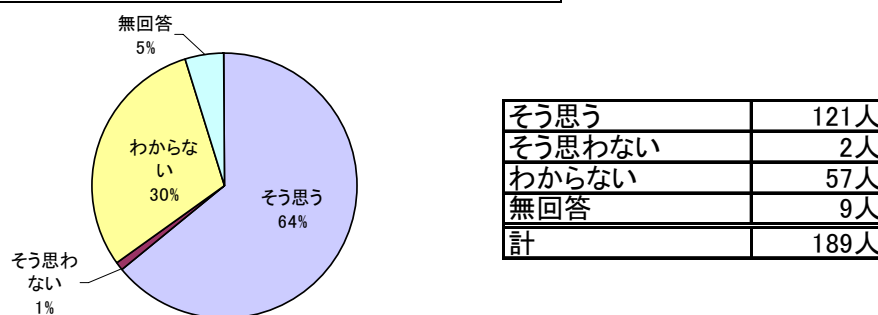 無回答
5%
わからな
い
30%
そう思う
64%
そう思わ
ない
1%
そう思う 121人
そう思わない 2人
わからない 57人
無回答 9人
計 189人